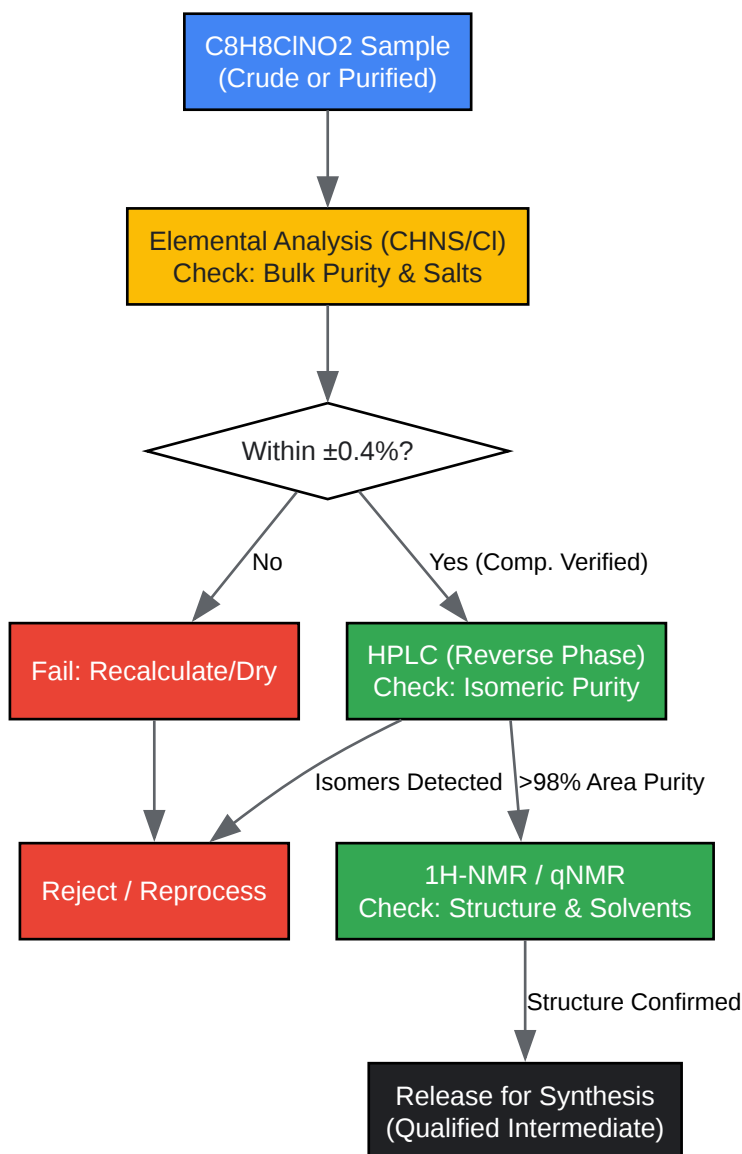 C8H8ClNO2 Sample
(Crude or Purified)
Elemental Analysis (CHNS/Cl)
Check: Bulk Purity & Salts
Within ±0.4%?
No
Yes (Comp. Verified)
Fail: Recalculate/Dry
HPLC (Reverse Phase)
Check: Isomeric Purity
Isomers Detected
>98% Area Purity
Reject / Reprocess
1H-NMR / qNMR
Check: Structure & Solvents
Structure Confirmed
Release for Synthesis
(Qualified Intermediate)